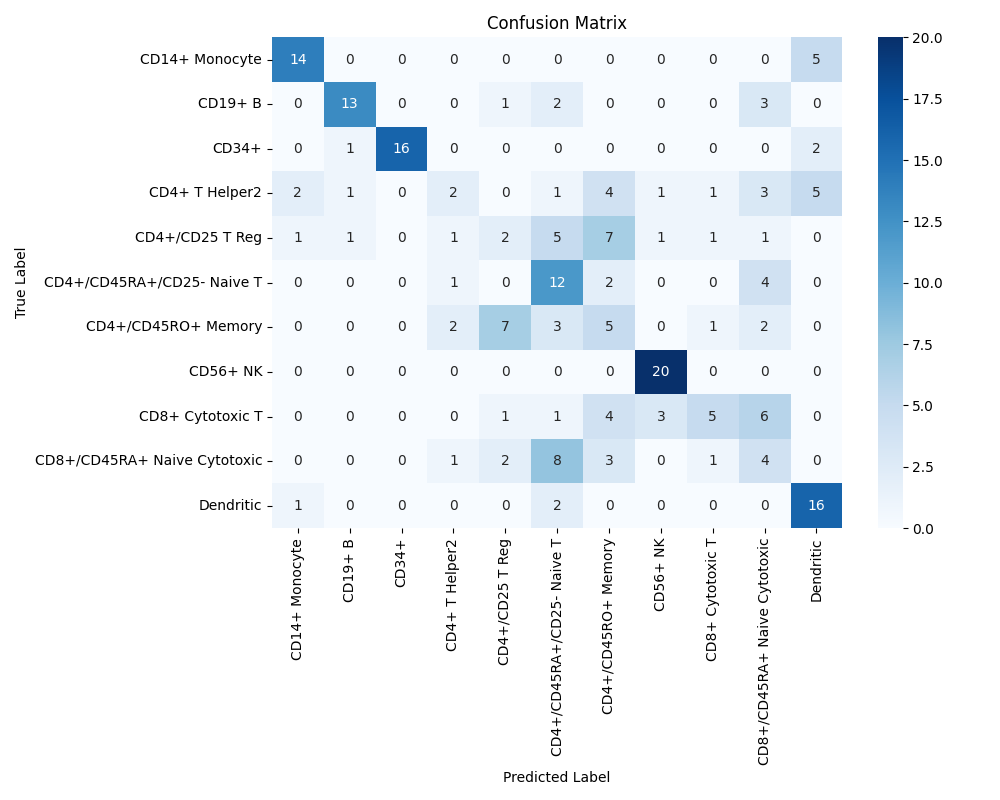 Confusion Matrix
CD14+ Monocyte 14 0 0 0 0 0 0 0 0 0 5
CD19+ B 0 13 0 0 1 2 0 0 0 3 0
CD34+ 0 1 16 0 0 0 0 0 0 0 2
CD4+ T Helper2 2 1 0 2 0 1 4 1 1 3 5
CD4+/CD25 T Reg 1 1 0 1 2 5 7 1 1 1 0
CD4+/CD45RA+/CD25- Naive T 0 0 0 1 0 12 2 0 0 4 0
CD4+/CD45RO+ Memory 0 0 0 2 7 3 5 0 1 2 0
CD56+ NK 0 0 0 0 0 0 0 20 0 0 0
CD8+ Cytotoxic T 0 0 0 0 1 1 4 3 5 6 0
CD8+/CD45RA+ Naive Cytotoxic 0 0 0 1 2 8 3 0 1 4 0
Dendritic 1 0 0 0 0 2 0 0 0 0 16
True Label
CD14+ Monocyte
CD19+ B
CD34+
CD4+ T Helper2
CD4+/CD25 T Reg
CD4+/CD45RA+/CD25- Naive T
CD4+/CD45RO+ Memory
CD56+ NK
CD8+ Cytotoxic T
CD8+/CD45RA+ Naive Cytotoxic
Dendritic
Predicted Label
20.0
17.5
15.0
12.5
10.0
7.5
5.0
2.5
0.0